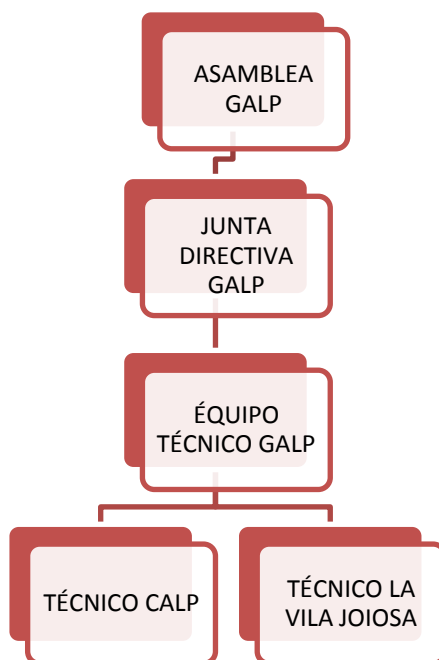 ASAMBLEA
GALP
JUNTA
DIRECTIVA
GALP
ÉQUIPO
TÉCNICO GALP
TÉCNICO CALP
TÉCNICO LA
VILA JOIOSA